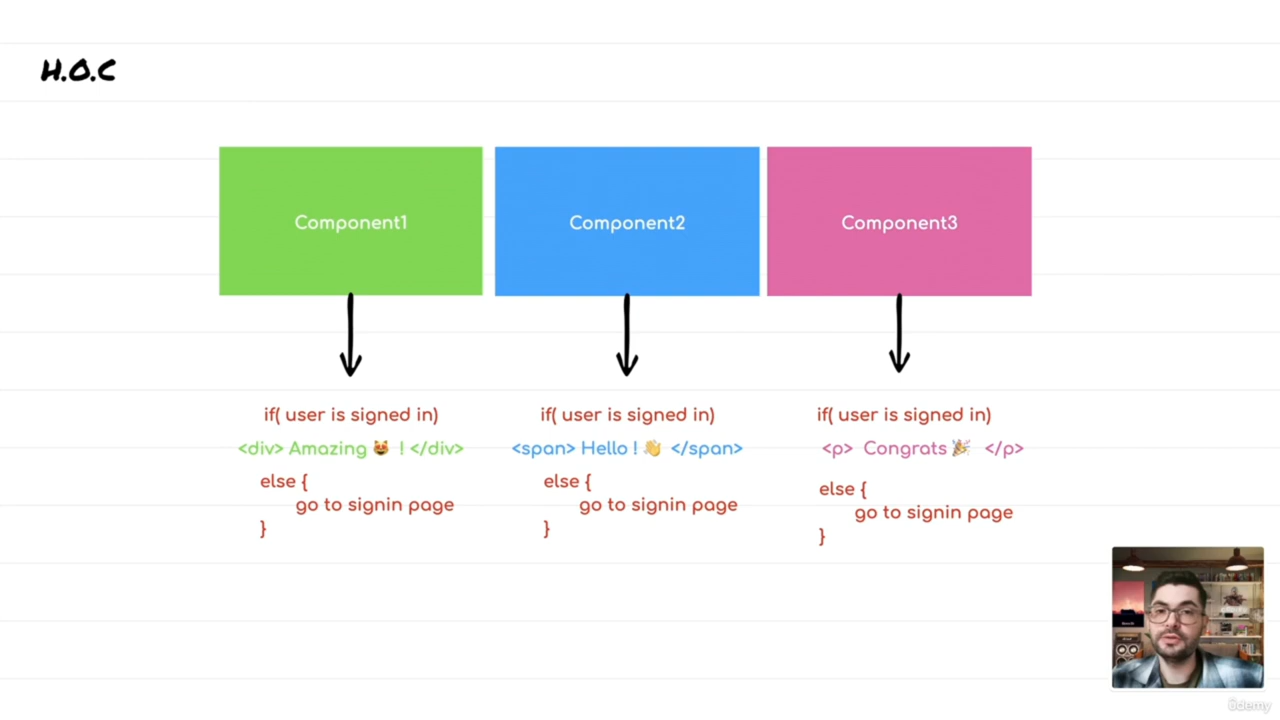 H.O.C
Component1
Component2
Component3
if( user is signed in)
<div> Amazing 😻 ! </div>
else {
go to signin page
}
if( user is signed in)
<span> Hello ! 👋 </span>
else {
go to signin page
}
if( user is signed in)
<p> Congrats 🎉 </p>
else {
go to signin page
}
ûdemy